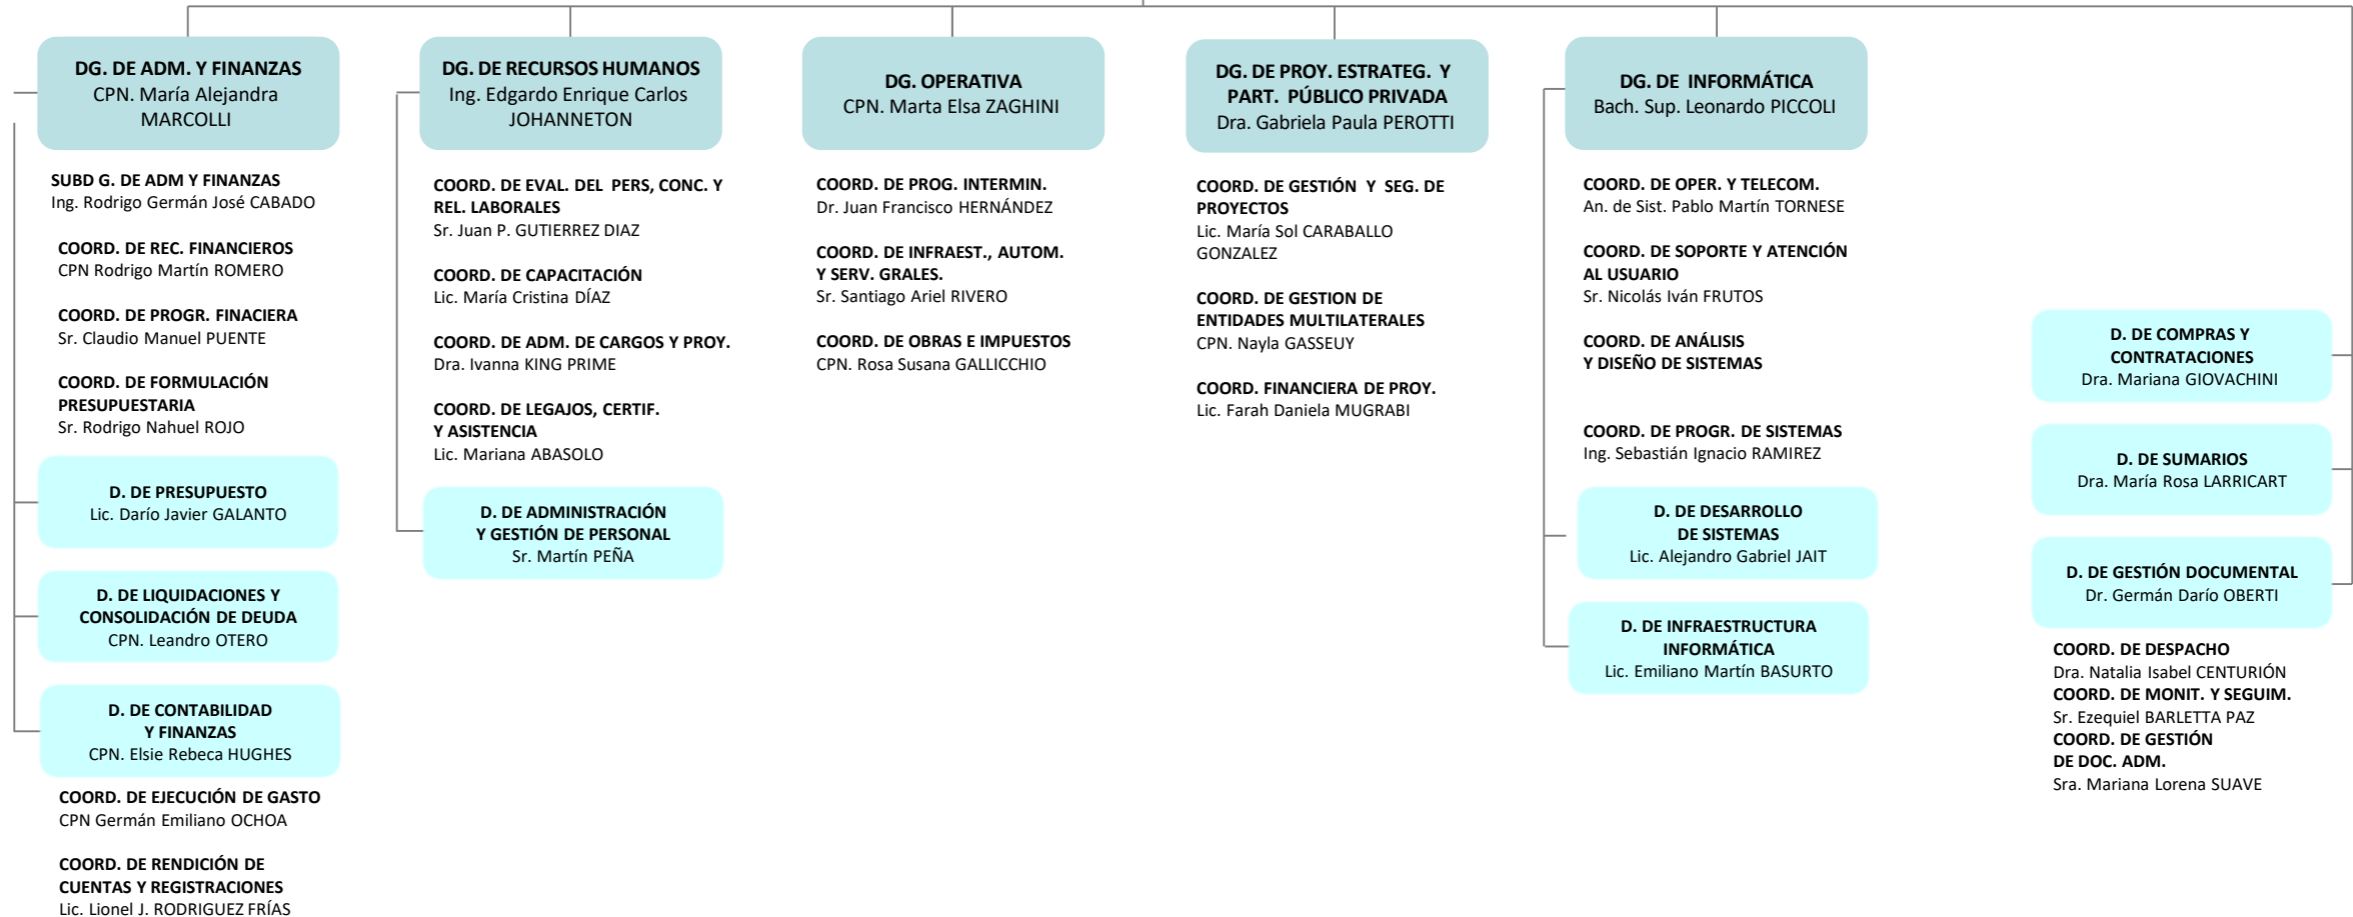 DG. DE ADM. Y FINANZAS
CPN. María Alejandra
MARCOLLI
SUBD G. DE ADM Y FINANZAS
Ing. Rodrigo Germán José CABADO
COORD. DE REC. FINANCIEROS
CPN Rodrigo Martín ROMERO
COORD. DE PROGR. FINACIERA
Sr. Claudio Manuel PUENTE
COORD. DE FORMULACIÓN
PRESUPUESTARIA
Sr. Rodrigo Nahuel ROJO
D. DE PRESUPUESTO
Lic. Darío Javier GALANTO
D. DE LIQUIDACIONES Y
CONSOLIDACIÓN DE DEUDA
CPN. Leandro OTERO
D. DE CONTABILIDAD
Y FINANZAS
CPN. Elsie Rebeca HUGHES
COORD. DE EJECUCIÓN DE GASTO
CPN Germán Emiliano OCHOA
COORD. DE RENDICIÓN DE
CUENTAS Y REGISTRACIONES
Lic. Lionel J. RODRIGUEZ FRÍAS
DG. DE RECURSOS HUMANOS
Ing. Edgardo Enrique Carlos
JOHANNETON
COORD. DE EVAL. DEL PERS, CONC. Y
REL. LABORALES
Sr. Juan P. GUTIERREZ DIAZ
COORD. DE CAPACITACIÓN
Lic. María Cristina DÍAZ
COORD. DE ADM. DE CARGOS Y PROY.
Dra. Ivanna KING PRIME
COORD. DE LEGAJOS, CERTIF.
Y ASISTENCIA
Lic. Mariana ABASOLO
D. DE ADMINISTRACIÓN
Y GESTIÓN DE PERSONAL
Sr. Martín PEÑA
DG. OPERATIVA
CPN. Marta Elsa ZAGHINI
COORD. DE PROG. INTERMIN.
Dr. Juan Francisco HERNÁNDEZ
COORD. DE INFRAEST., AUTOM.
Y SERV. GRALES.
Sr. Santiago Ariel RIVERO
COORD. DE OBRAS E IMPUESTOS
CPN. Rosa Susana GALLICCHIO
DG. DE PROY. ESTRATEG. Y
PART. PÚBLICO PRIVADA
Dra. Gabriela Paula PEROTTI
COORD. DE GESTIÓN Y SEG. DE
PROYECTOS
Lic. María Sol CARABALLO
GONZALEZ
COORD. DE GESTION DE
ENTIDADES MULTILATERALES
CPN. Nayla GASSEUY
COORD. FINANCIERA DE PROY.
Lic. Farah Daniela MUGRABI
DG. DE INFORMÁTICA
Bach. Sup. Leonardo PICCOLI
COORD. DE OPER. Y TELECOM.
An. de Sist. Pablo Martín TORNESE
COORD. DE SOPORTE Y ATENCIÓN
AL USUARIO
Sr. Nicolás Iván FRUTOS
COORD. DE ANÁLISIS
Y DISEÑO DE SISTEMAS
COORD. DE PROGR. DE SISTEMAS
Ing. Sebastián Ignacio RAMIREZ
D. DE DESARROLLO
DE SISTEMAS
Lic. Alejandro Gabriel JAIT
D. DE INFRAESTRUCTURA
INFORMÁTICA
Lic. Emiliano Martín BASURTO
D. DE COMPRAS Y
CONTRATACIONES
Dra. Mariana GIOVACHINI
D. DE SUMARIOS
Dra. María Rosa LARRICART
D. DE GESTIÓN DOCUMENTAL
Dr. Germán Darío OBERTI
COORD. DE DESPACHO
Dra. Natalia Isabel CENTURIÓN
COORD. DE MONIT. Y SEGUIM.
Sr. Ezequiel BARLETTA PAZ
COORD. DE GESTIÓN
DE DOC. ADM.
Sra. Mariana Lorena SUAVE